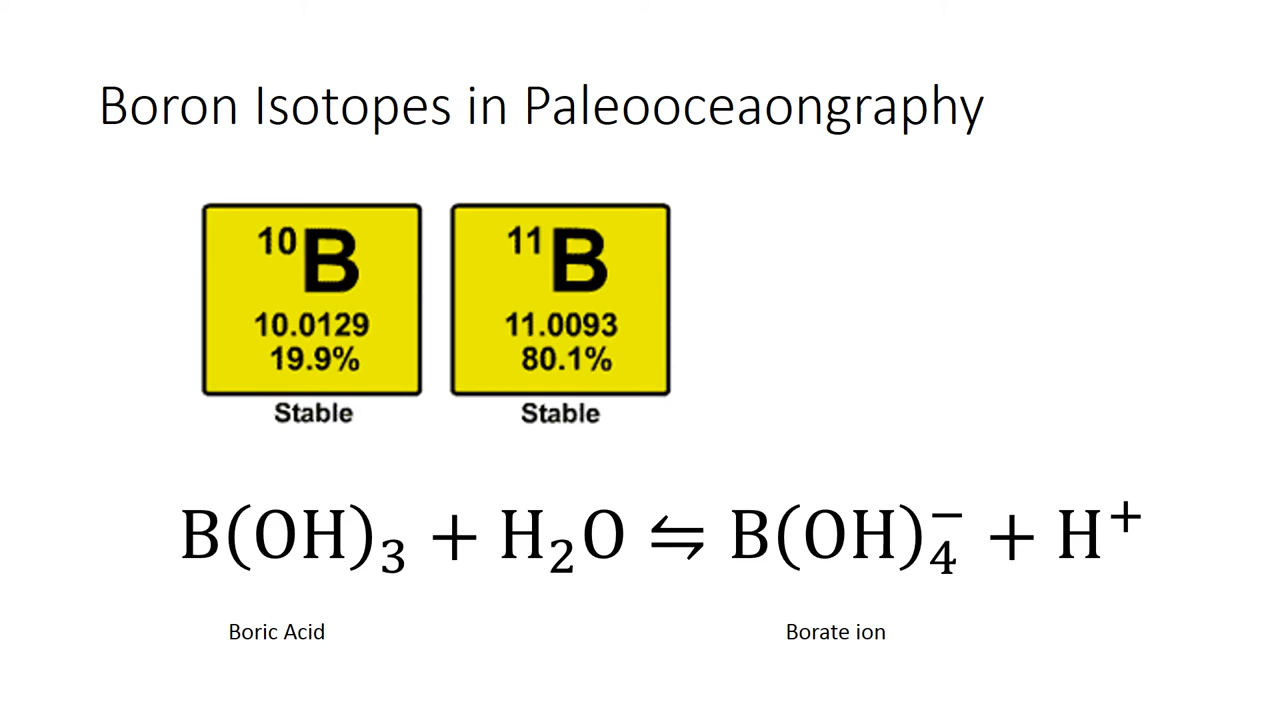 Boron Isotopes in Paleooceaongraphy
¹⁰B ¹¹B
10.0129 11.0093
19.9% 80.1%
Stable Stable
B(OH)₃ + H₂O ⇋ B(OH)₄⁻ + H⁺
Boric Acid Borate ion